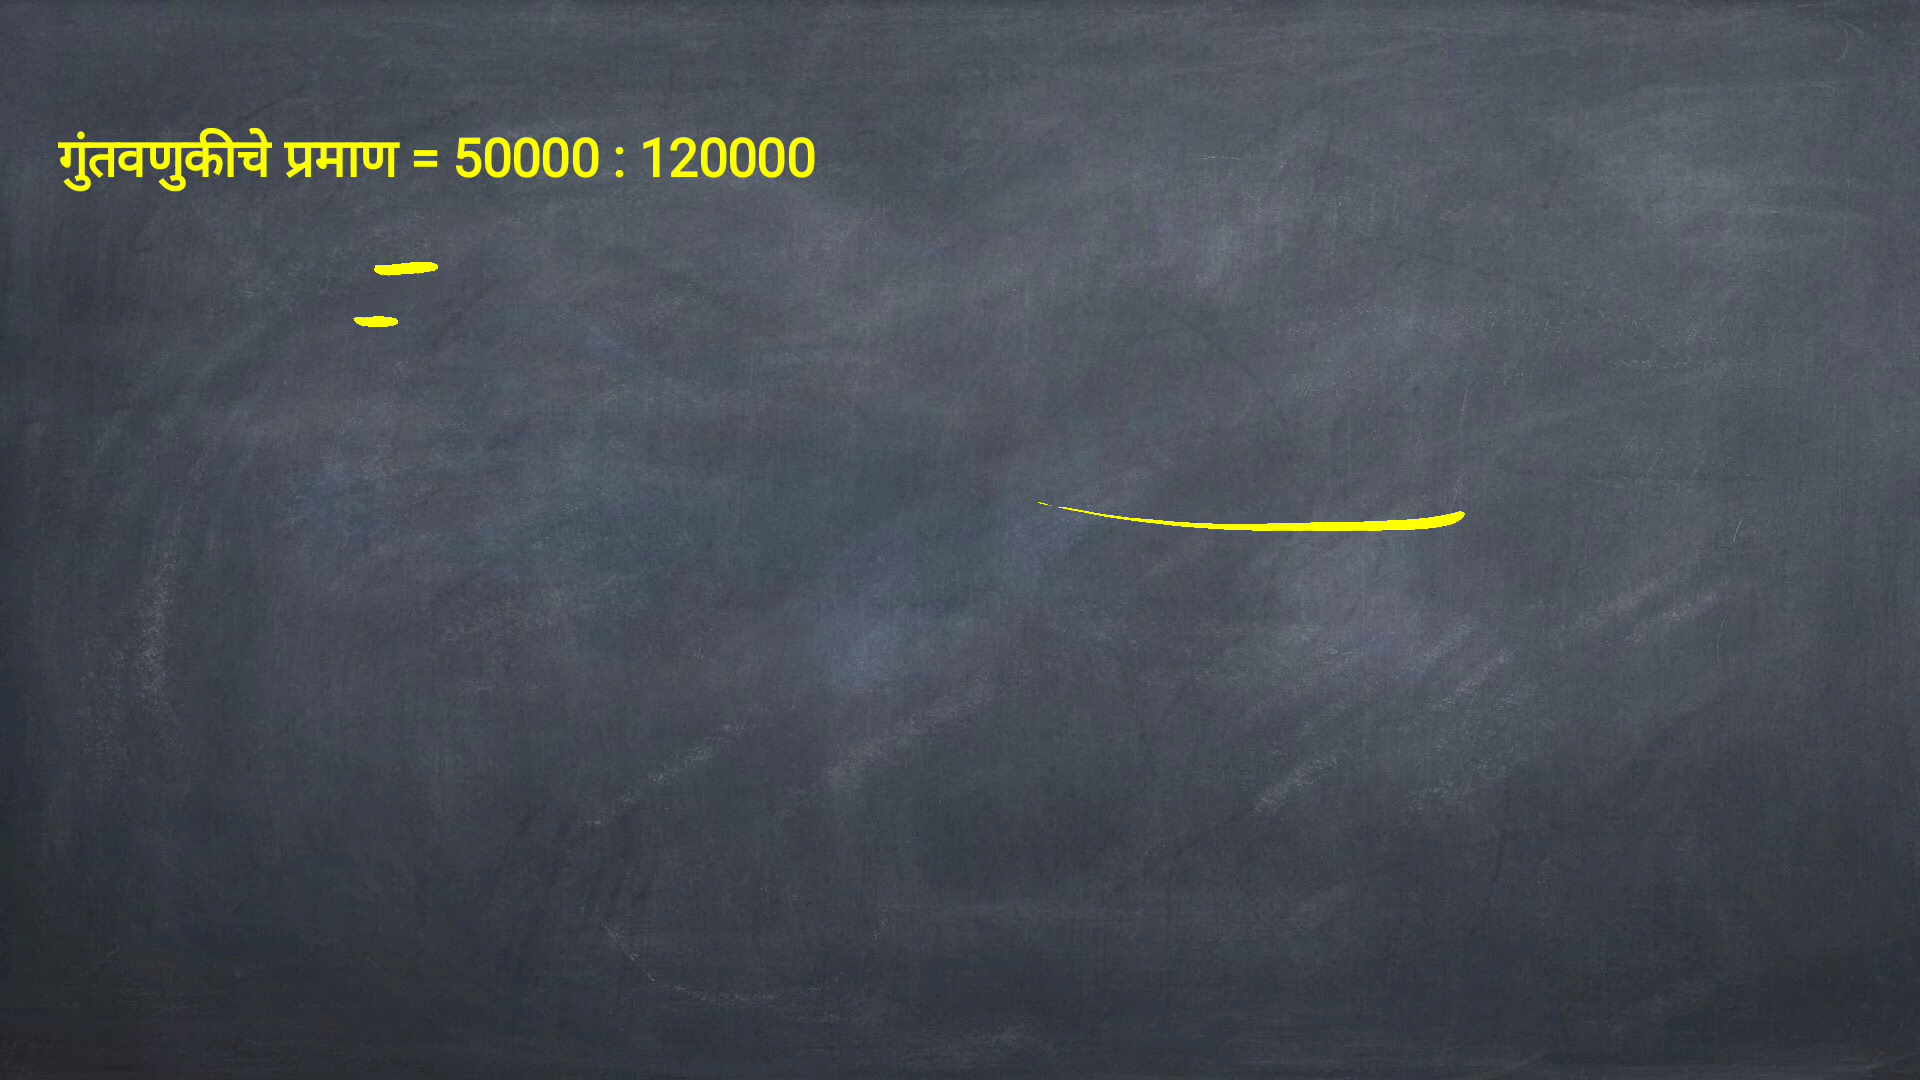 गुंतवणुकीचे प्रमाण = 50000 : 120000
=